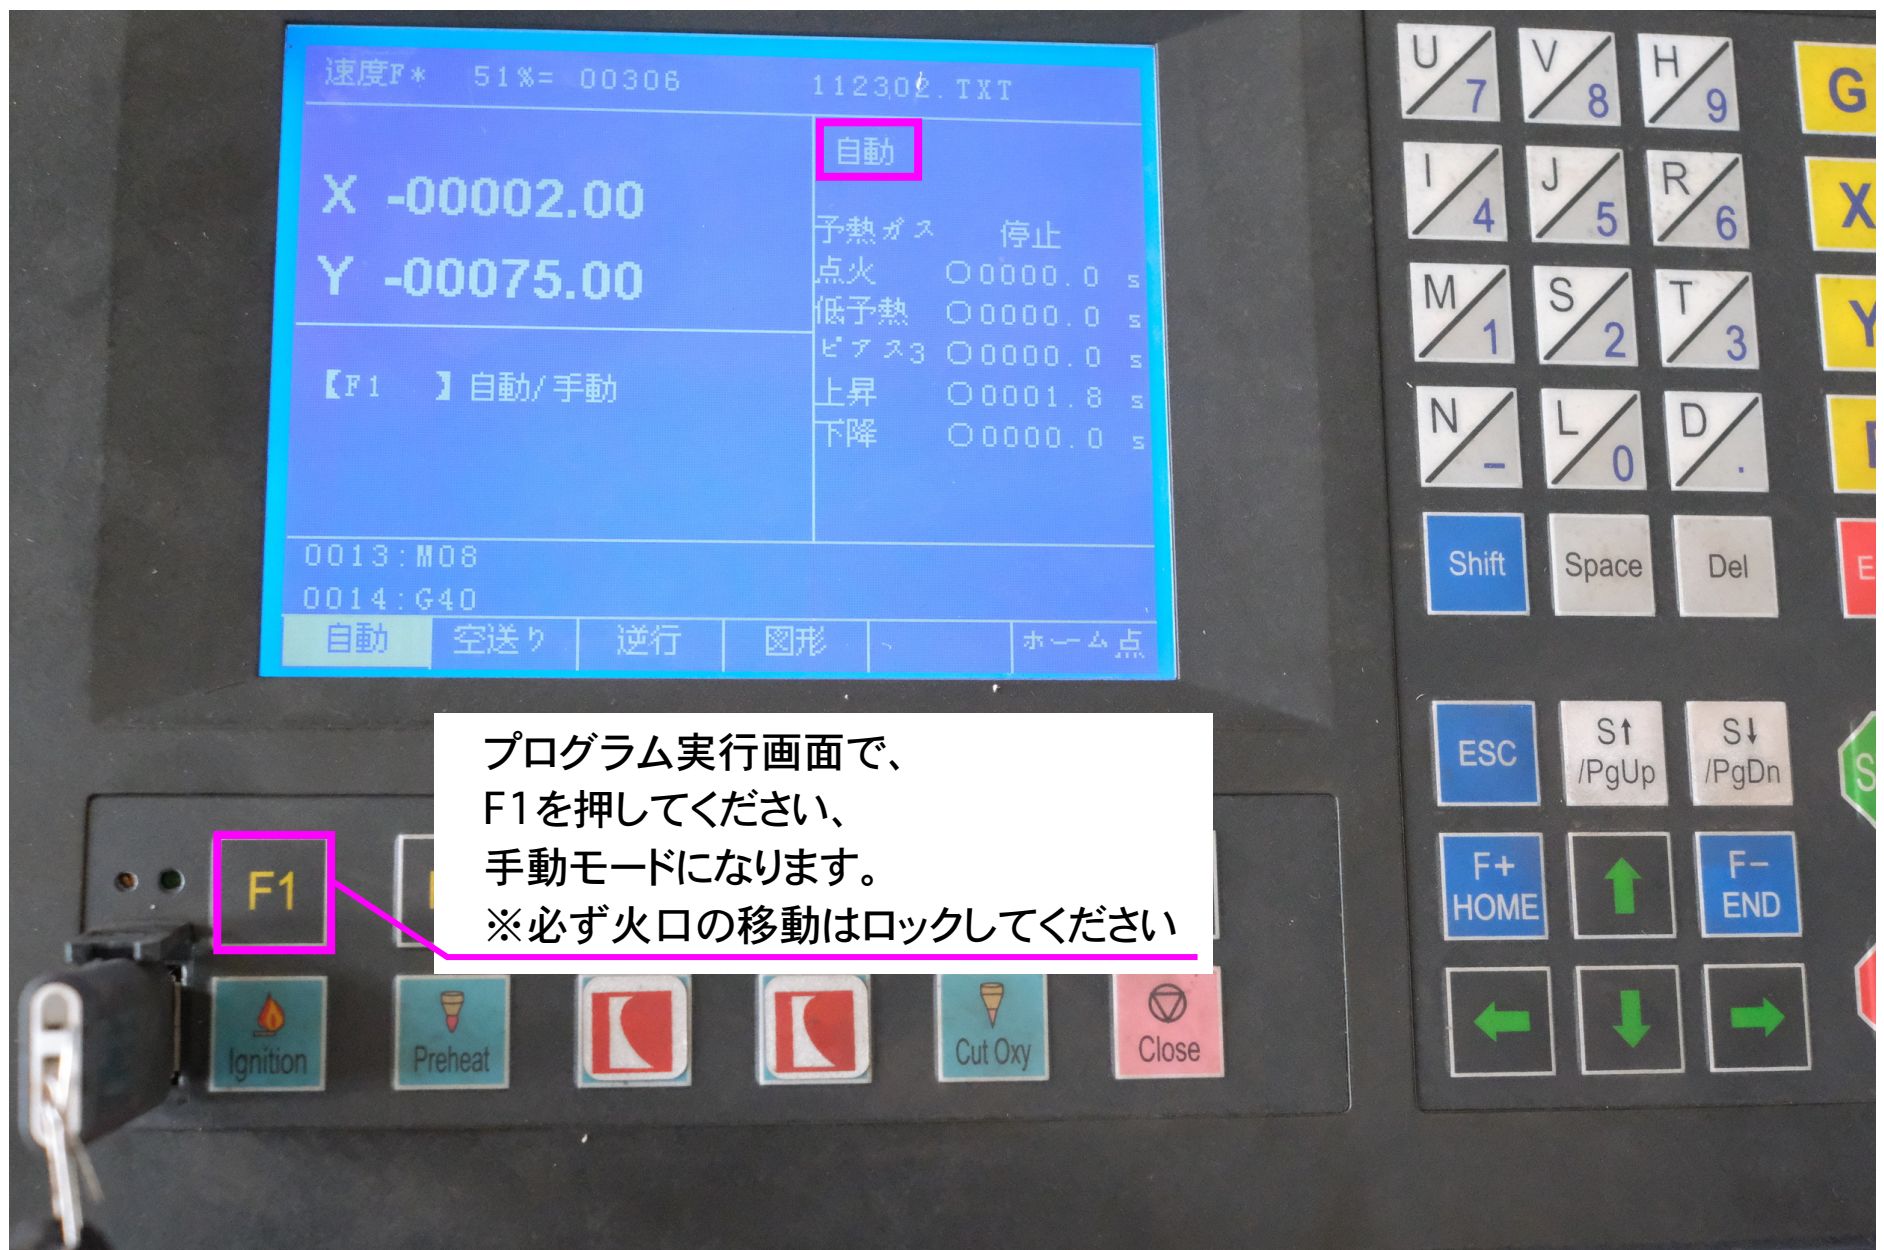 速度F* 51%= 00306 112302.TXT
自動
X -00002.00
Y -00075.00
予熱ガス 停止
点火 ○0000.0 s
低予熱 ○0000.0 s
ピアス3 ○0000.0 s
上昇 ○0001.8 s
下降 ○0000.0 s
【F1 】自動/手動
0013:M08
0014:G40
自動 空送り 逆行 図形 ホーム点
プログラム実行画面で、
F1を押してください、
手動モードになります。
※必ず火口の移動はロックしてください
F1
Ignition Preheat Cut Oxy Close
U/7 V/8 H/9 G
I/4 J/5 R/6 X
M/1 S/2 T/3 Y
N/- L/0 D/.
Shift Space Del
ESC S↑/PgUp S↓/PgDn
F+ HOME ↑ F- END
← ↓ →